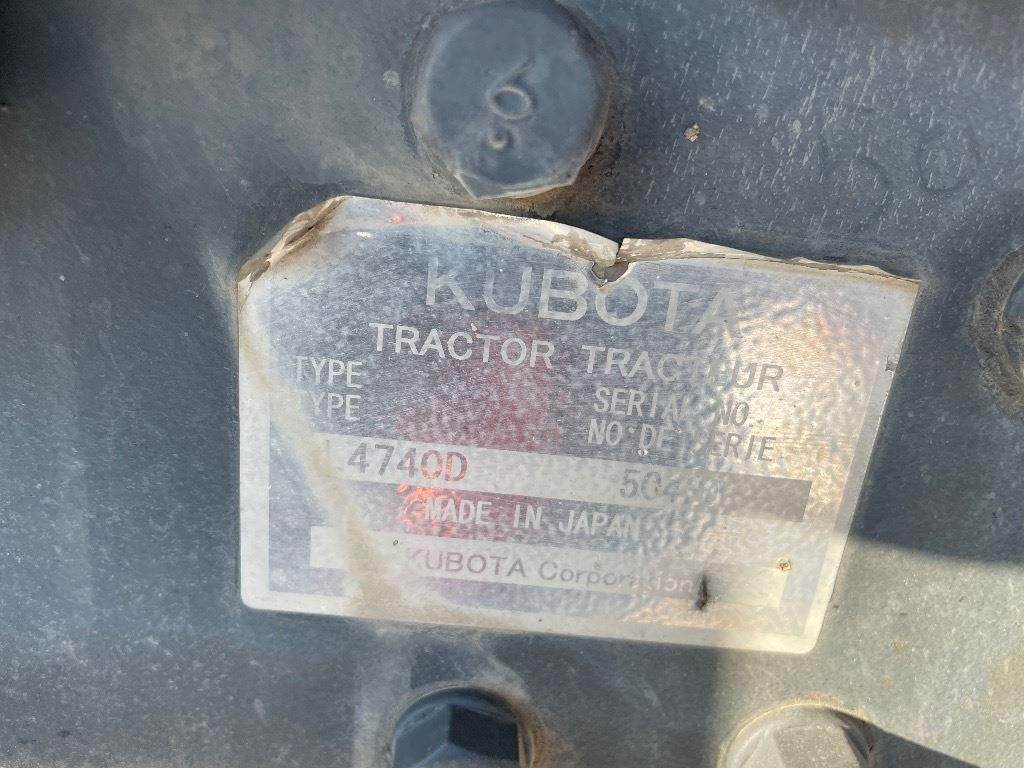 KUBOTA
TRACTOR TRACTEUR
TYPE SERIAL NO.
TYPE NO. DE SERIE
4740D
MADE IN JAPAN
KUBOTA Corporation